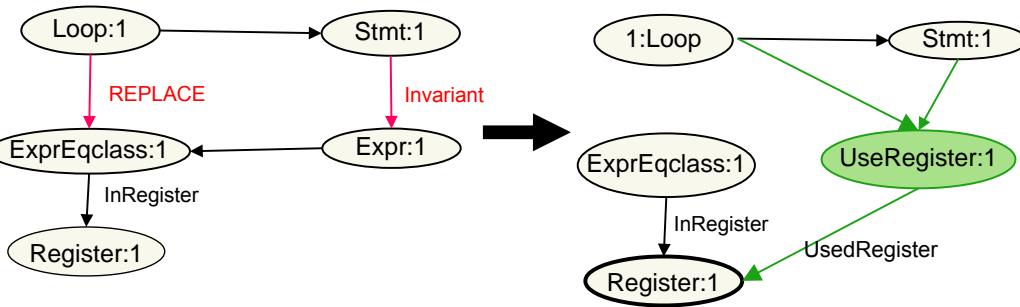 Loop:1
Stmt:1
REPLACE
Invariant
ExprEqclass:1
Expr:1
InRegister
Register:1
1:Loop
Stmt:1
ExprEqclass:1
UseRegister:1
InRegister
UsedRegister
Register:1